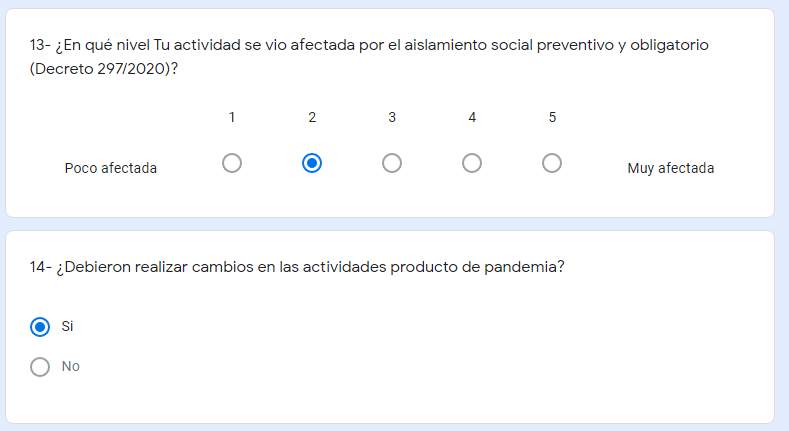 13- ¿En qué nivel Tu actividad se vio afectada por el aislamiento social preventivo y obligatorio
(Decreto 297/2020)?
1 2 3 4 5
Poco afectada Muy afectada
14- ¿Debieron realizar cambios en las actividades producto de pandemia?
Si
No